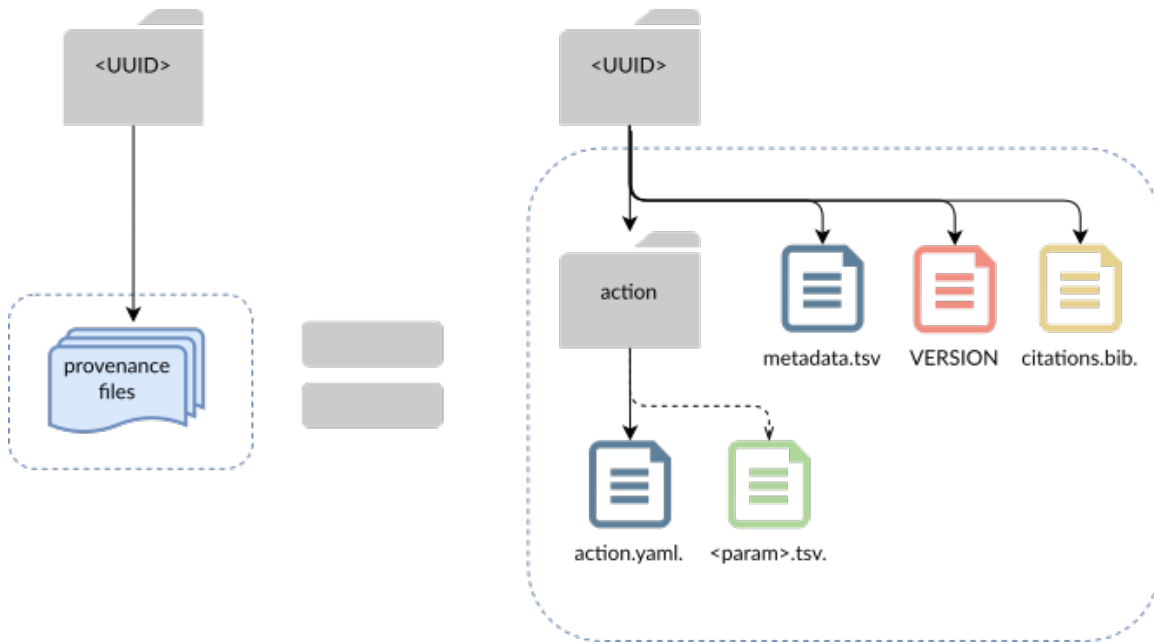 <UUID>
<UUID>
action
metadata.tsv
VERSION
citations.bib.
provenance
files
action.yaml.
<param>.tsv.